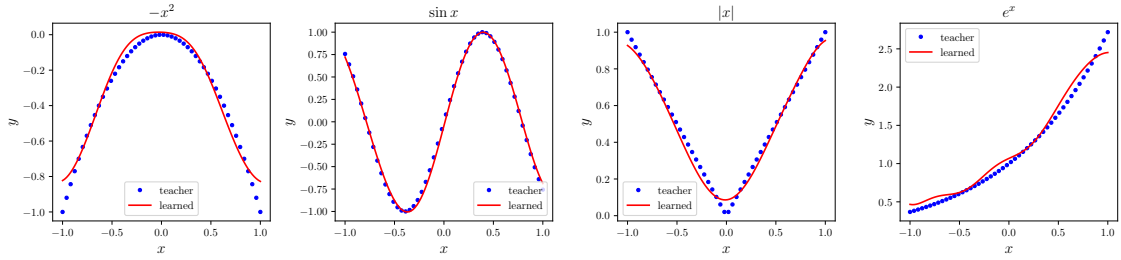 $-x^2$
0.0
−0.2
−0.4
−0.6
−0.8
−1.0
y
teacher
learned
−1.0 −0.5 0.0 0.5 1.0
x
sin x
1.00
0.75
0.50
0.25
0.00
−0.25
−0.50
−0.75
−1.00
y
teacher
learned
−1.0 −0.5 0.0 0.5 1.0
x
|x|
1.0
0.8
0.6
0.4
0.2
0.0
y
teacher
learned
−1.0 −0.5 0.0 0.5 1.0
x
$e^x$
teacher
learned
2.5
2.0
1.5
1.0
0.5
y
−1.0 −0.5 0.0 0.5 1.0
x